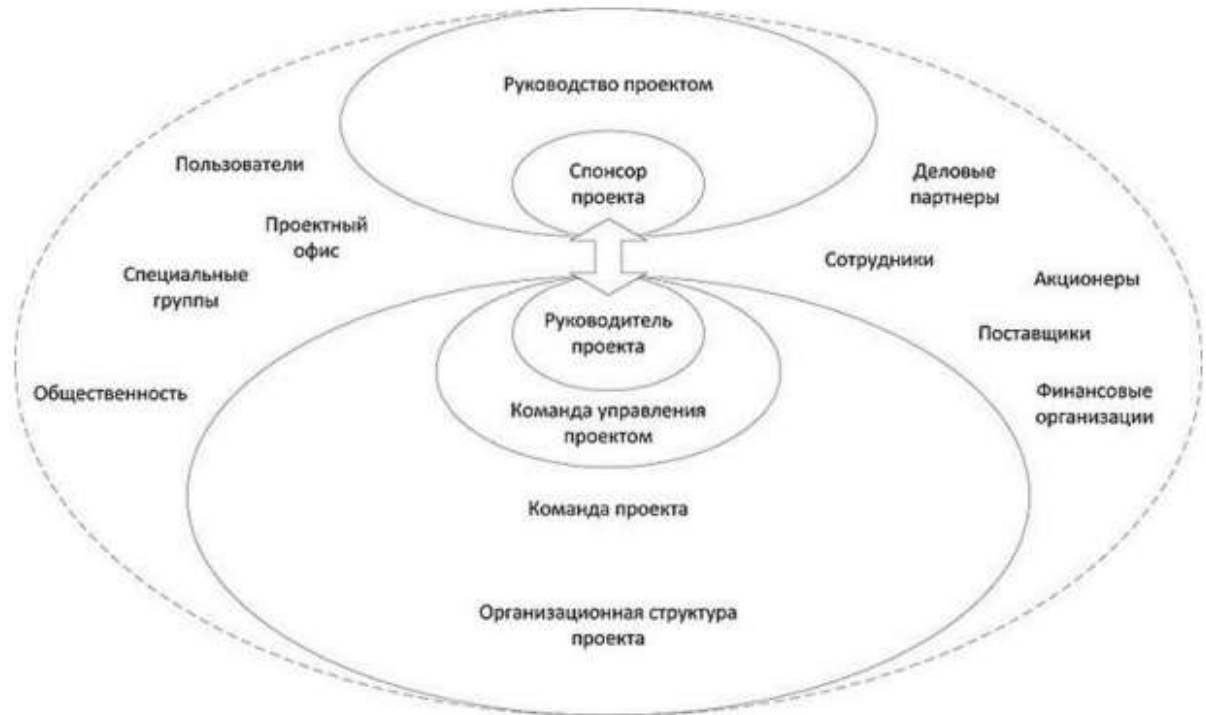 Руководство проектом
Пользователи
Спонсор
проекта
Деловые
партнеры
Проектный
офис
Сотрудники
Специальные
группы
Акционеры
Руководитель
проекта
Поставщики
Общественность
Финансовые
организации
Команда управления
проектом
Команда проекта
Организационная структура
проекта